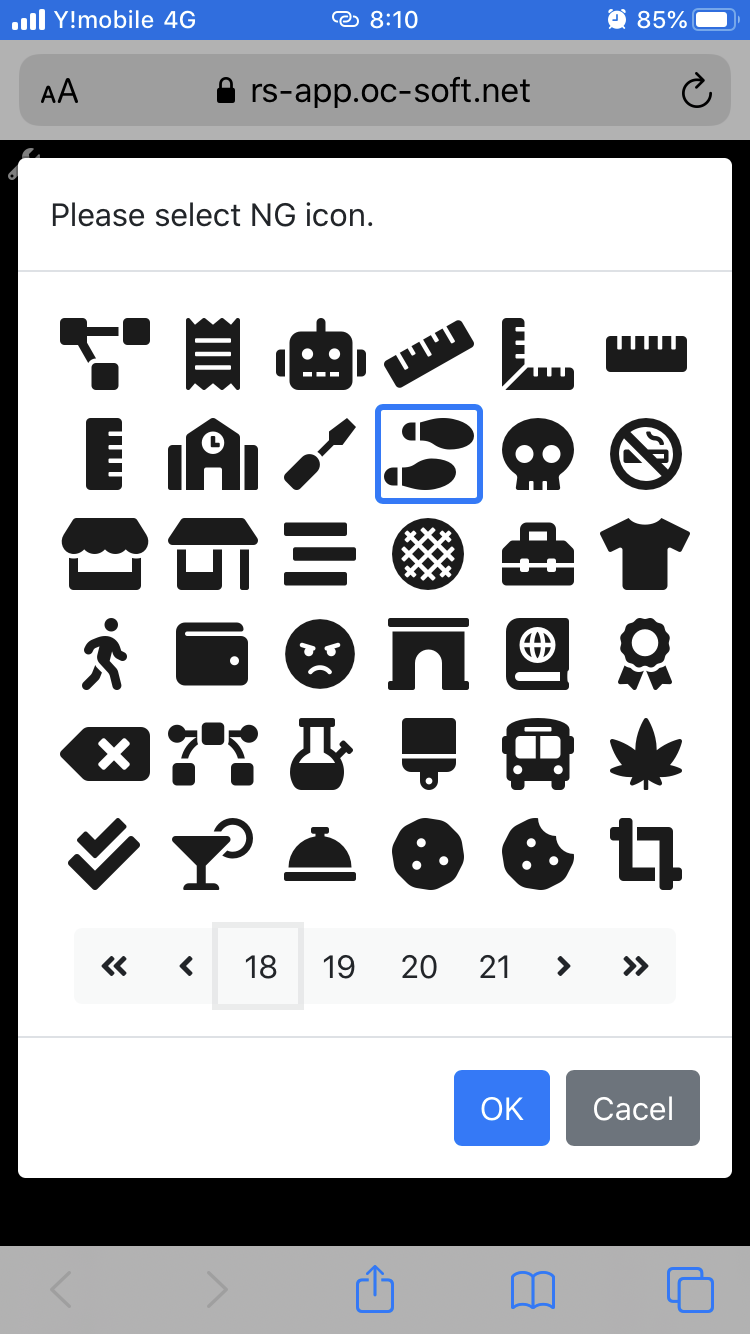 Y!mobile 4G 8:10 85%
AA rs-app.oc-soft.net
Please select NG icon.
« ‹ 18 19 20 21 › »
OK Cacel